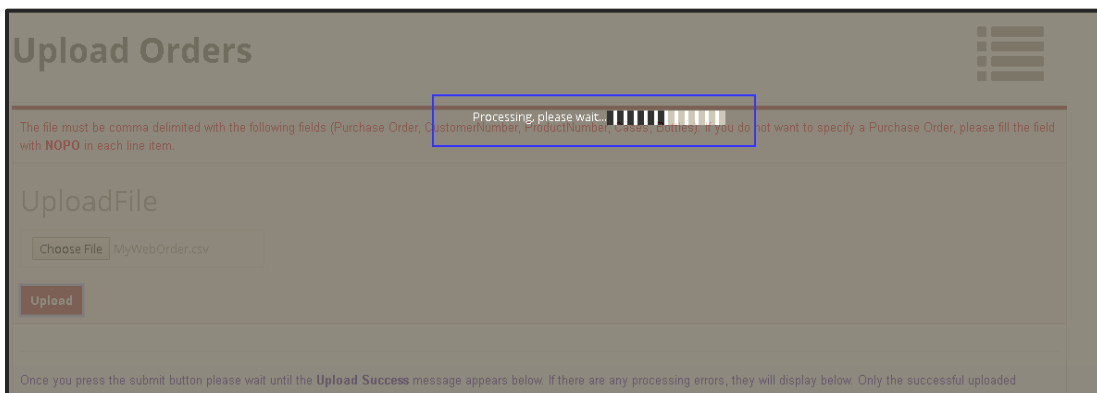 Upload Orders
Processing, please wait...
The file must be comma delimited with the following fields (Purchase Order, CustomerNumber, ProductNumber, Cases, Bottles). If you do not want to specify a Purchase Order, please fill the field
with NOPO in each line item.
UploadFile
Choose File MyWebOrder.csv
Upload
Once you press the submit button please wait until the Upload Success message appears below. If there are any processing errors, they will display below. Only the successful uploaded